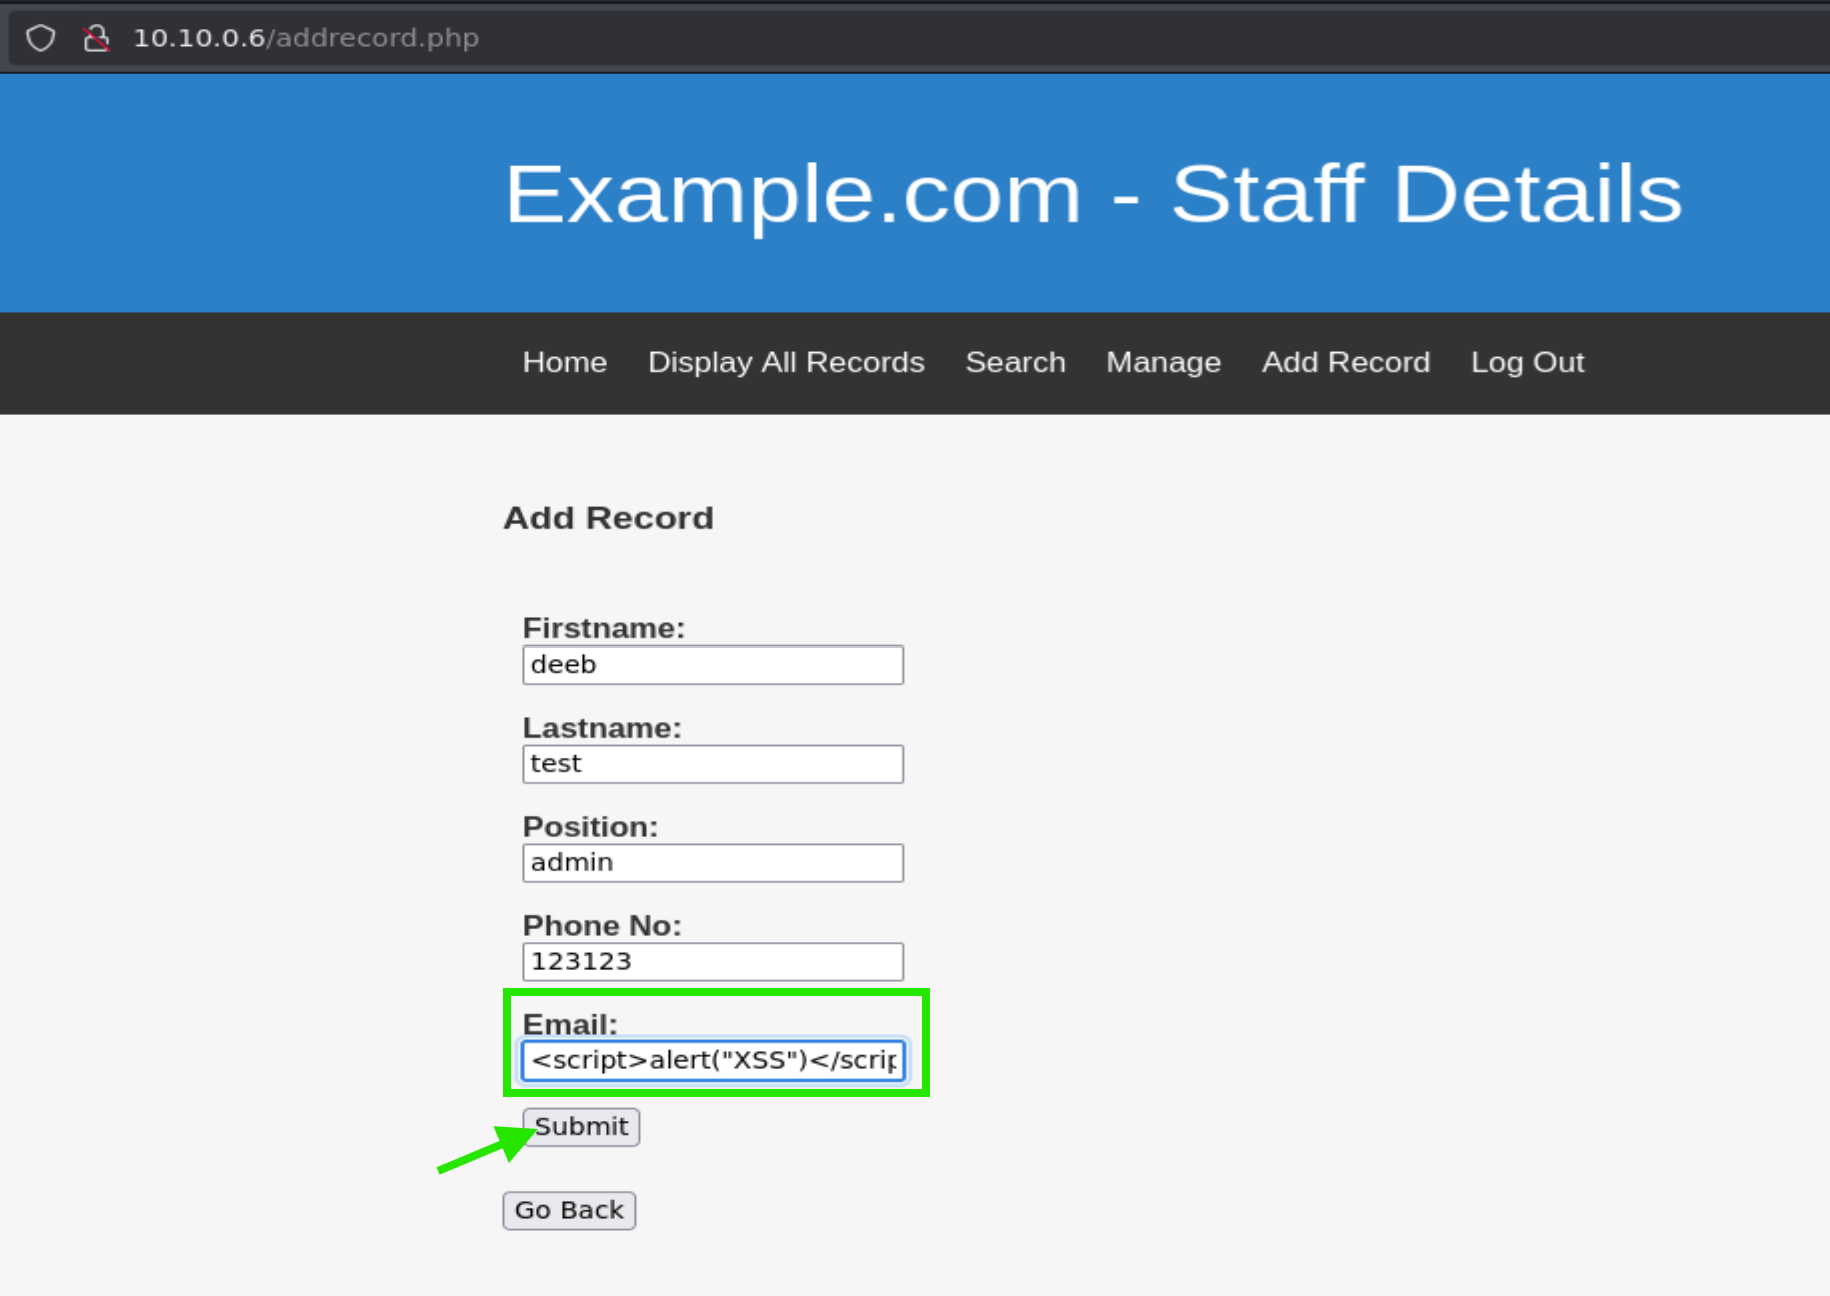 10.10.0.6/addrecord.php
Example.com - Staff Details
Home Display All Records Search Manage Add Record Log Out
Add Record
Firstname:
deeb
Lastname:
test
Position:
admin
Phone No:
123123
Email:
<script>alert("XSS")</scrip
Submit
Go Back